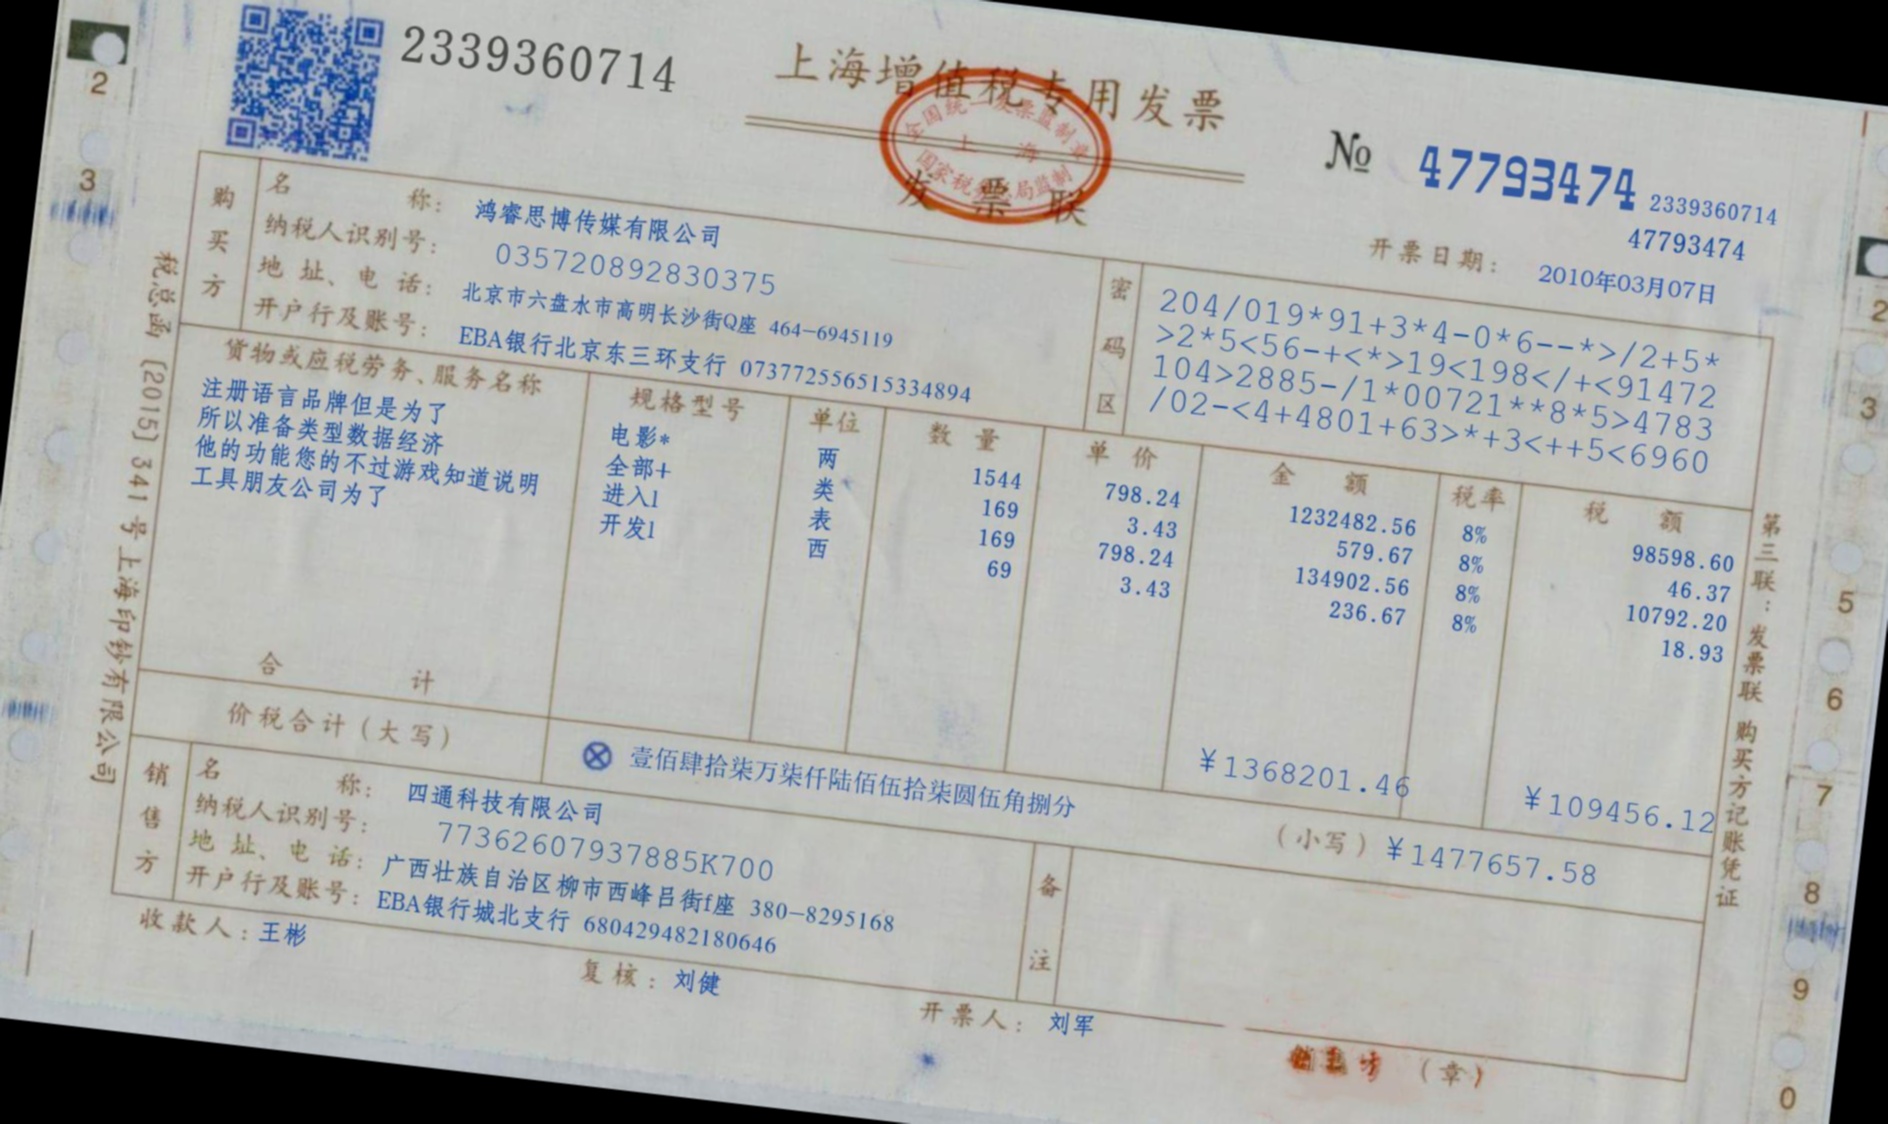 2339360714
上海增值税专用发票
全国统一发票监制章
上海
国家税务总局监制
发票联
№ 47793474
2339360714
47793474
开票日期: 2010年03月07日
购买方
名称: 鸿睿思博传媒有限公司
纳税人识别号: 035720892830375
地址、电话: 北京市六盘水市高明长沙街Q座 464-6945119
开户行及账号: EBA银行北京东三环支行 073772556515334894
密码区
204/019*91+3*4-0*6--*>/2+5*
>2*5<56-+<*>19<198</+<91472
104>2885-/1*00721**8*5>4783
/02-<4+4801+63>*+3<++5<6960
货物或应税劳务、服务名称 规格型号 单位 数量 单价 金额 税率 税额
注册语言品牌但是为了 电影* 两 1544 798.24 1232482.56 8% 98598.60
所以准备类型数据经济 全部+ 类 169 3.43 579.67 8% 46.37
他的功能您的不过游戏知道说明 进入1 表 169 798.24 134902.56 8% 10792.20
工具朋友公司为了 开发1 西 69 3.43 236.67 8% 18.93
合计 ¥1368201.46 ¥109456.12
价税合计(大写) ⊗ 壹佰肆拾柒万柒仟陆佰伍拾柒圆伍角捌分 (小写) ¥1477657.58
销售方
名称: 四通科技有限公司
纳税人识别号: 77362607937885K700
地址、电话: 广西壮族自治区柳市西峰吕街f座 380-8295168
开户行及账号: EBA银行城北支行 680429482180646
备注
收款人: 王彬
复核: 刘健
开票人: 刘军
(章)
税总函〔2015〕341号上海印钞有限公司
第三联:发票联 购买方记账凭证
2
3
2
3
5
6
7
8
9
0